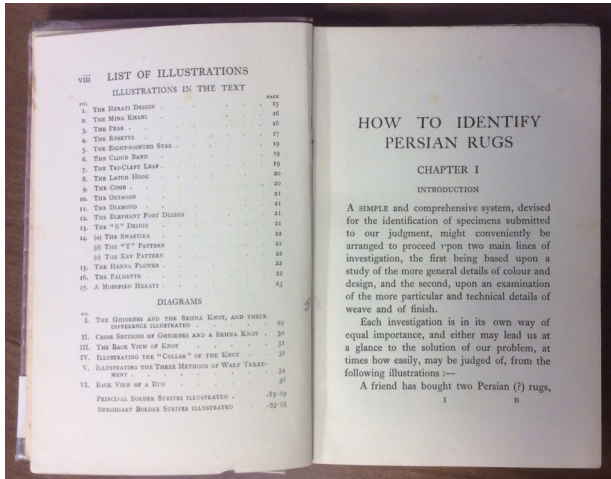 viii LIST OF ILLUSTRATIONS
ILLUSTRATIONS IN THE TEXT
FIG. PAGE
1. The Herati Design . 15
2. The Mina Khani . 16
3. The Pear . 16
4. The Rosette . 17
5. The Eight-pointed Star . 19
6. The Cloud Band . 19
7. The Tri-Cleft Leaf . 19
8. The Latch Hook . 20
9. The Comb . 20
10. The Octagon . 21
11. The Diamond . 21
12. The Elephant Foot Design . 21
13. The "S" Design . 21
14. (a) The Swastika . 22
(b) The "T" Pattern . 22
(c) The Key Pattern . 22
15. The Henna Flower . 22
16. The Palmette . 22
17. A Modified Herati . 23
DIAGRAMS
I. The Ghiordes and the Sehna Knot, and their
difference illustrated . 29
II. Cross Sections of Ghiordes and a Sehna Knot . 30
III. The Back View of Knot . 31
IV. Illustrating the "Collar" of the Knot . 32
V. Illustrating the Three Methods of Warp Treat-
ment . 34
VI. Back View of a Rug . 36
Principal Border Stripes illustrated .
Subsidiary Border Stripes illustrated .
HOW TO IDENTIFY
PERSIAN RUGS
CHAPTER I
INTRODUCTION
A SIMPLE and comprehensive system, devised
for the identification of specimens submitted
to our judgment, might conveniently be
arranged to proceed upon two main lines of
investigation, the first being based upon a
study of the more general details of colour and
design, and the second, upon an examination
of the more particular and technical details of
weave and of finish.
Each investigation is in its own way of
equal importance, and either may lead us at
a glance to the solution of our problem, at
times how easily, may be judged of, from the
following illustrations :—
A friend has bought two Persian (?) rugs,
1 B